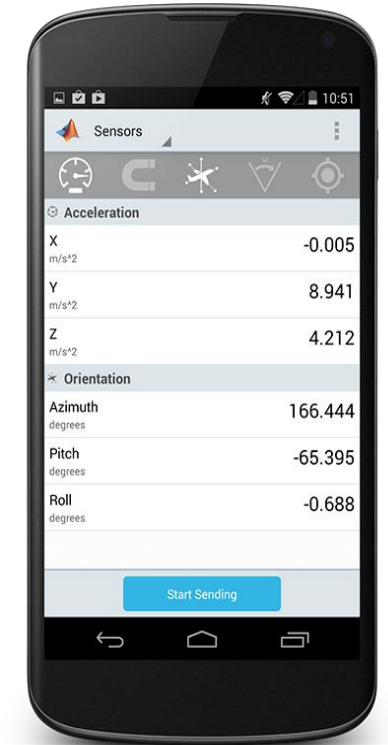 10:51
Sensors
Acceleration
X -0.005
m/s^2
Y 8.941
m/s^2
Z 4.212
m/s^2
Orientation
Azimuth 166.444
degrees
Pitch -65.395
degrees
Roll -0.688
degrees
Start Sending